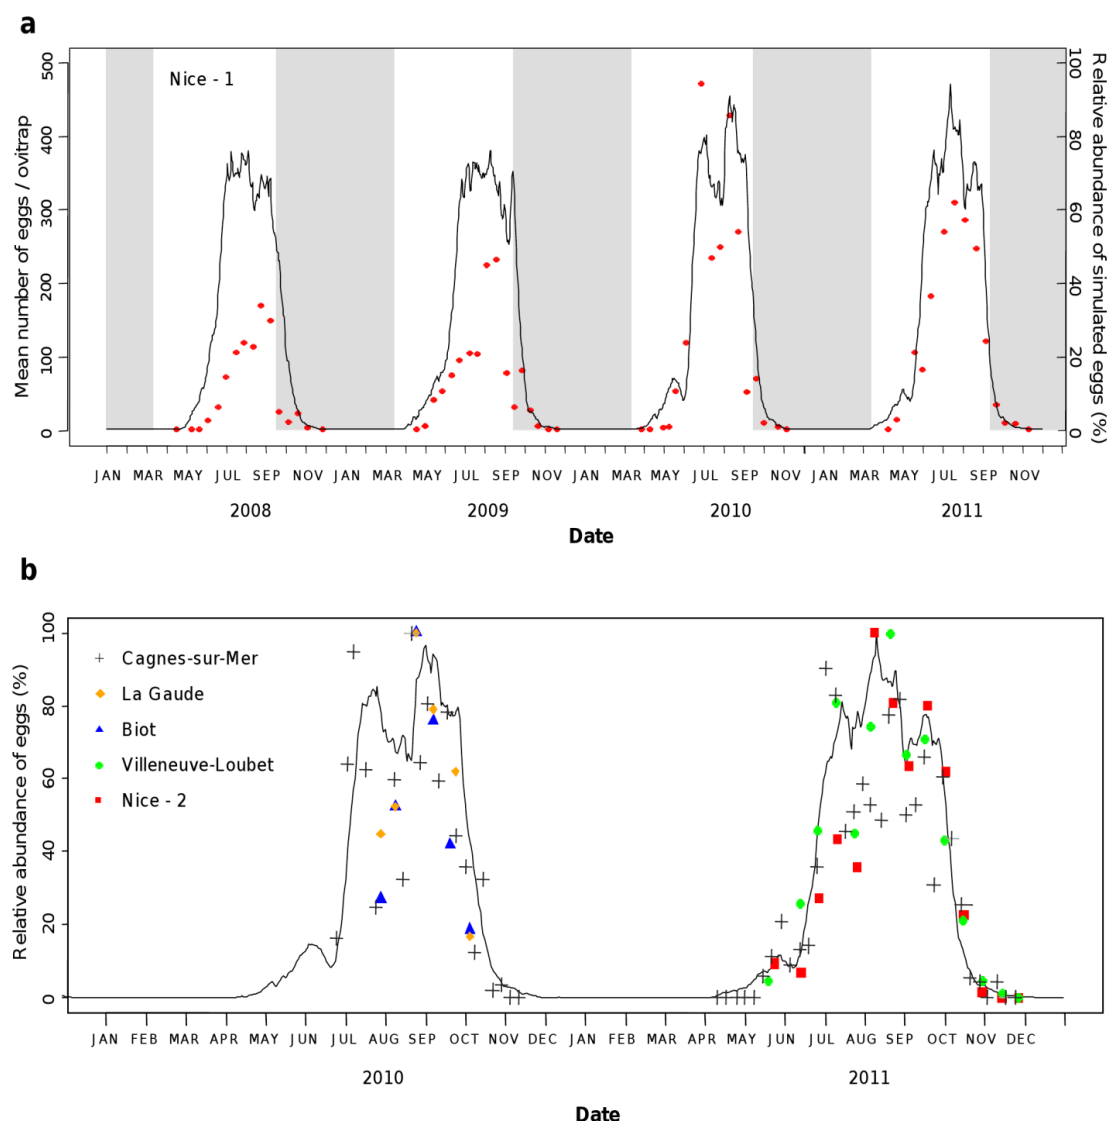 a
Nice - 1
Mean number of eggs / ovitrap
500
400
300
200
100
0
Relative abundance of simulated eggs (%)
100
80
60
40
20
0
JAN MAR MAY JUL SEP NOV JAN MAR MAY JUL SEP NOV JAN MAR MAY JUL SEP NOV JAN MAR MAY JUL SEP NOV
2008 2009 2010 2011
Date
b
Relative abundance of eggs (%)
100
80
60
40
20
0
Cagnes-sur-Mer
La Gaude
Biot
Villeneuve-Loubet
Nice - 2
JAN FEB MAR APR MAY JUN JUL AUG SEP OCT NOV DEC JAN FEB MAR APR MAY JUN JUL AUG SEP OCT NOV DEC
2010 2011
Date